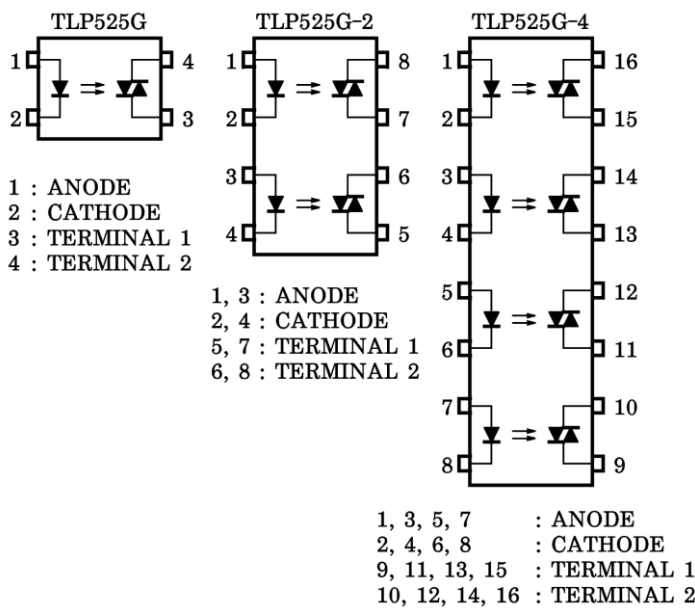 TLP525G
1
2
4
3
1 : ANODE
2 : CATHODE
3 : TERMINAL 1
4 : TERMINAL 2
TLP525G-2
1
2
3
4
8
7
6
5
1, 3 : ANODE
2, 4 : CATHODE
5, 7 : TERMINAL 1
6, 8 : TERMINAL 2
TLP525G-4
1
2
3
4
5
6
7
8
16
15
14
13
12
11
10
9
1, 3, 5, 7 : ANODE
2, 4, 6, 8 : CATHODE
9, 11, 13, 15 : TERMINAL 1
10, 12, 14, 16 : TERMINAL 2